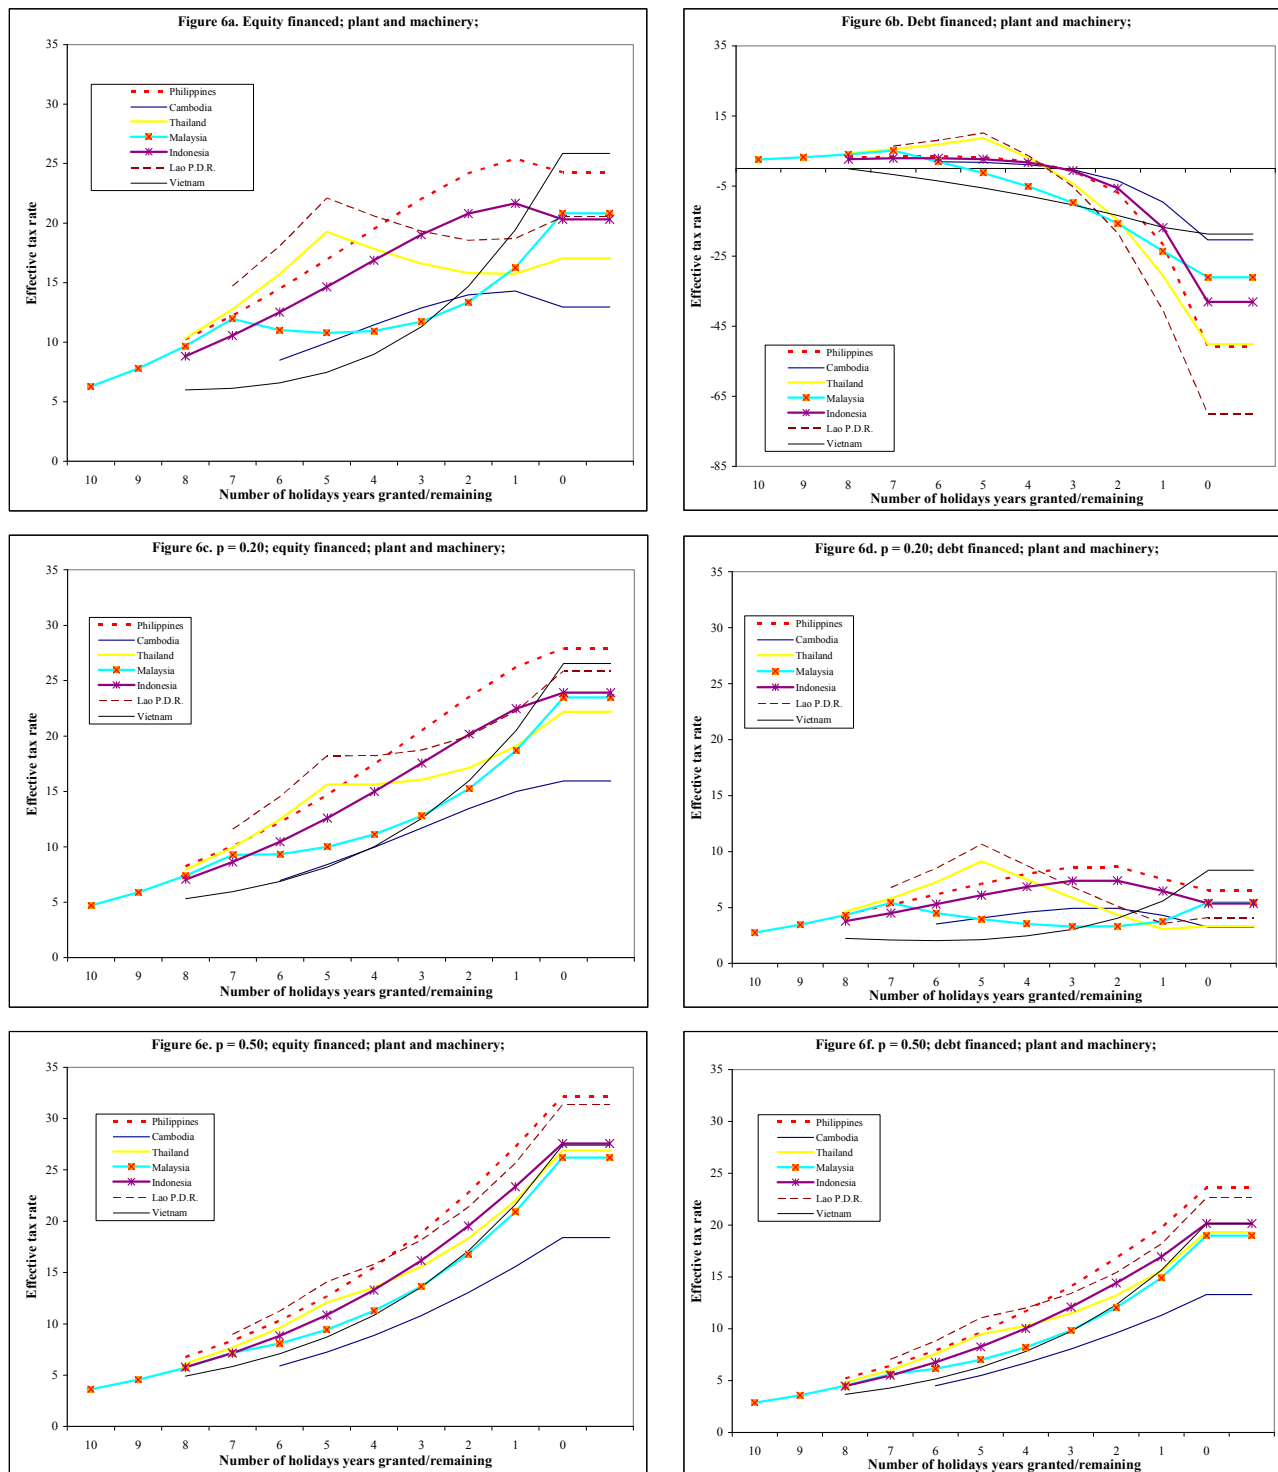 Figure 6a. Equity financed; plant and machinery;
35
30
25
20
15
10
5
0
Effective tax rate
Philippines
Cambodia
Thailand
Malaysia
Indonesia
Lao P.D.R.
Vietnam
10 9 8 7 6 5 4 3 2 1 0
Number of holidays years granted/remaining
Figure 6b. Debt financed; plant and machinery;
35
15
-5
-25
-45
-65
-85
Effective tax rate
Philippines
Cambodia
Thailand
Malaysia
Indonesia
Lao P.D.R.
Vietnam
10 9 8 7 6 5 4 3 2 1 0
Number of holidays years granted/remaining
Figure 6c. p = 0.20; equity financed; plant and machinery;
35
30
25
20
15
10
5
0
Effective tax rate
Philippines
Cambodia
Thailand
Malaysia
Indonesia
Lao P.D.R.
Vietnam
10 9 8 7 6 5 4 3 2 1 0
Number of holidays years granted/remaining
Figure 6d. p = 0.20; debt financed; plant and machinery;
35
30
25
20
15
10
5
0
Effective tax rate
Philippines
Cambodia
Thailand
Malaysia
Indonesia
Lao P.D.R.
Vietnam
10 9 8 7 6 5 4 3 2 1 0
Number of holidays years granted/remaining
Figure 6e. p = 0.50; equity financed; plant and machinery;
35
30
25
20
15
10
5
0
Effective tax rate
Philippines
Cambodia
Thailand
Malaysia
Indonesia
Lao P.D.R.
Vietnam
10 9 8 7 6 5 4 3 2 1 0
Number of holidays years granted/remaining
Figure 6f. p = 0.50; debt financed; plant and machinery;
35
30
25
20
15
10
5
0
Effective tax rate
Philippines
Cambodia
Thailand
Malaysia
Indonesia
Lao P.D.R.
Vietnam
10 9 8 7 6 5 4 3 2 1 0
Number of holidays years granted/remaining